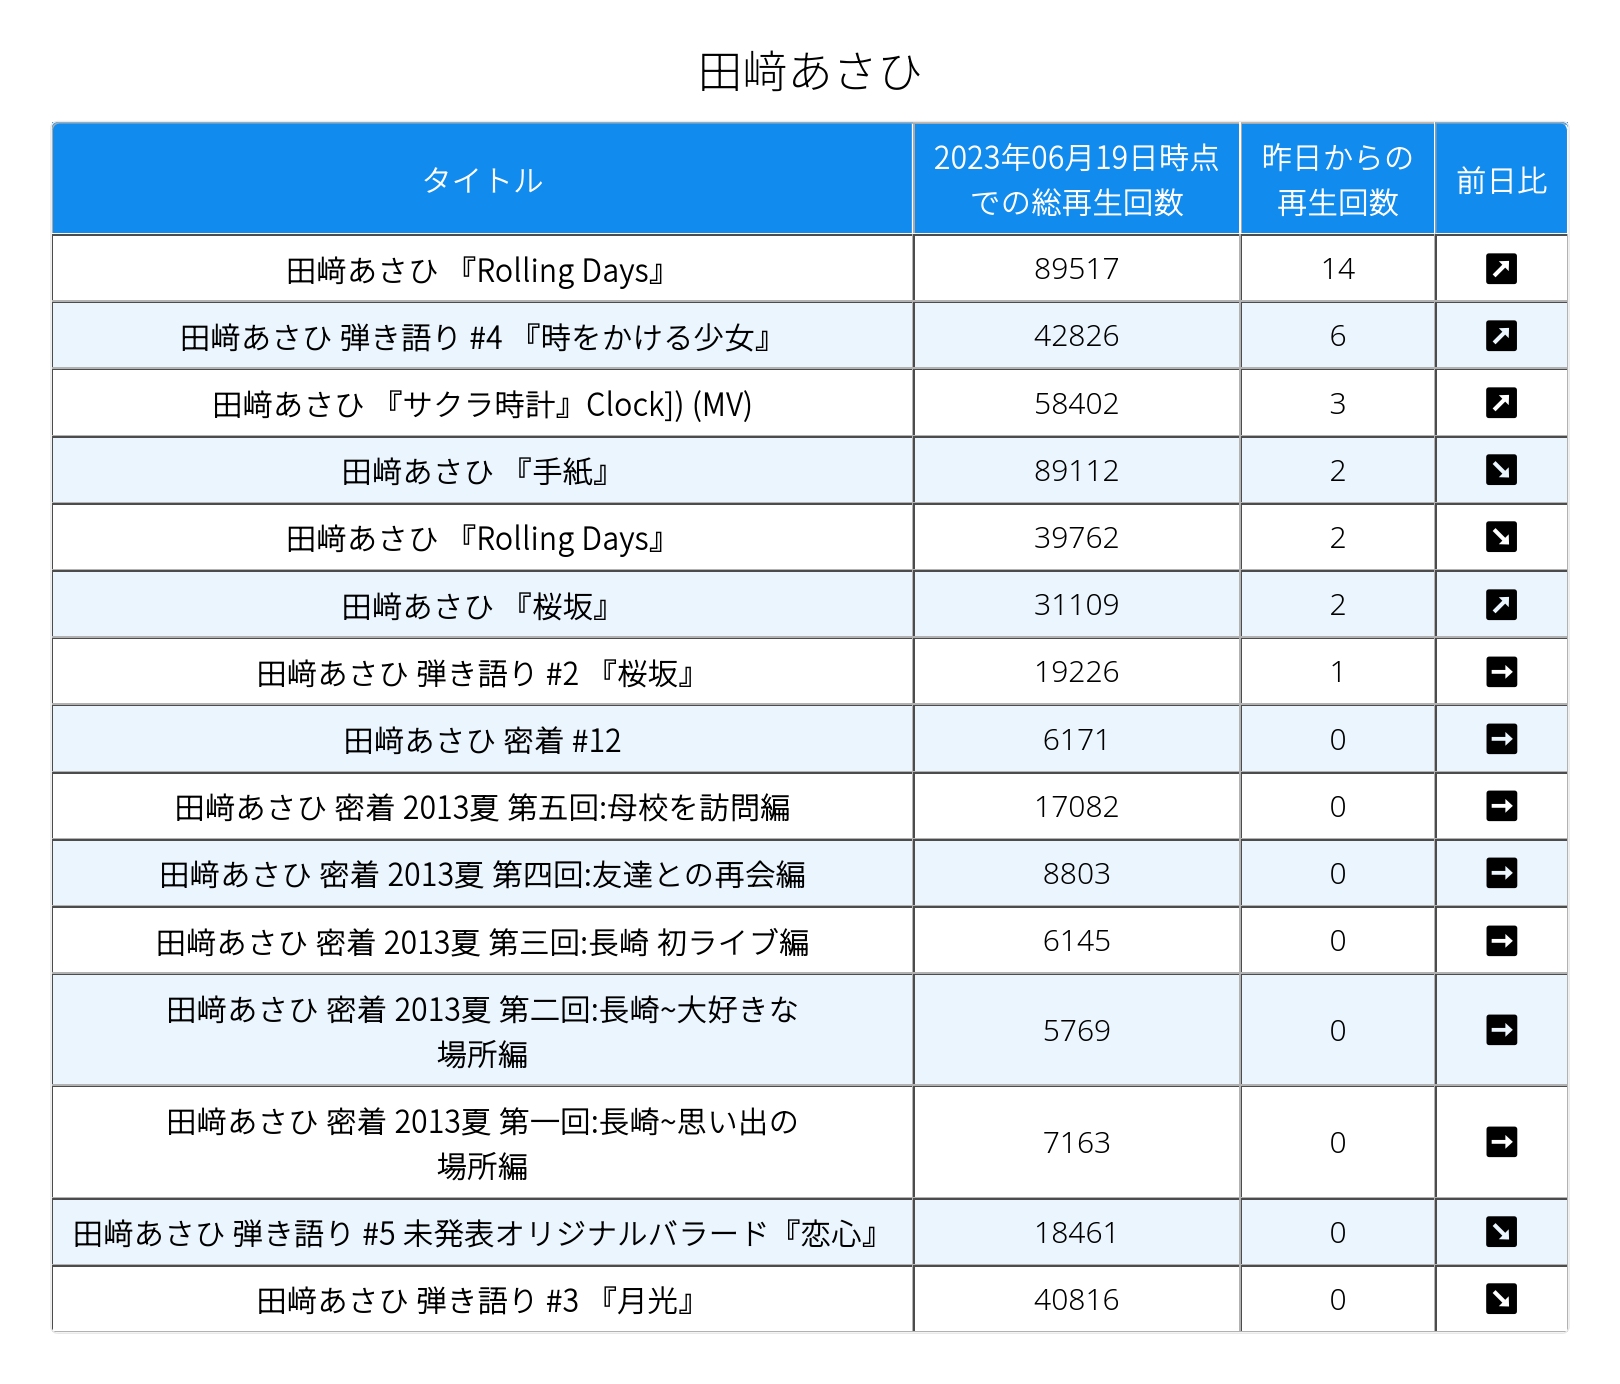 田﨑あさひ
タイトル
2023年06月19日時点
での総再生回数
昨日からの
再生回数
前日比
田﨑あさひ 『Rolling Days』 89517 14
田﨑あさひ 弾き語り #4 『時をかける少女』 42826 6
田﨑あさひ 『サクラ時計』Clock]) (MV) 58402 3
田﨑あさひ 『手紙』 89112 2
田﨑あさひ 『Rolling Days』 39762 2
田﨑あさひ 『桜坂』 31109 2
田﨑あさひ 弾き語り #2 『桜坂』 19226 1
田﨑あさひ 密着 #12 6171 0
田﨑あさひ 密着 2013夏 第五回:母校を訪問編 17082 0
田﨑あさひ 密着 2013夏 第四回:友達との再会編 8803 0
田﨑あさひ 密着 2013夏 第三回:長崎 初ライブ編 6145 0
田﨑あさひ 密着 2013夏 第二回:長崎~大好きな
場所編 5769 0
田﨑あさひ 密着 2013夏 第一回:長崎~思い出の
場所編 7163 0
田﨑あさひ 弾き語り #5 未発表オリジナルバラード『恋心』 18461 0
田﨑あさひ 弾き語り #3 『月光』 40816 0